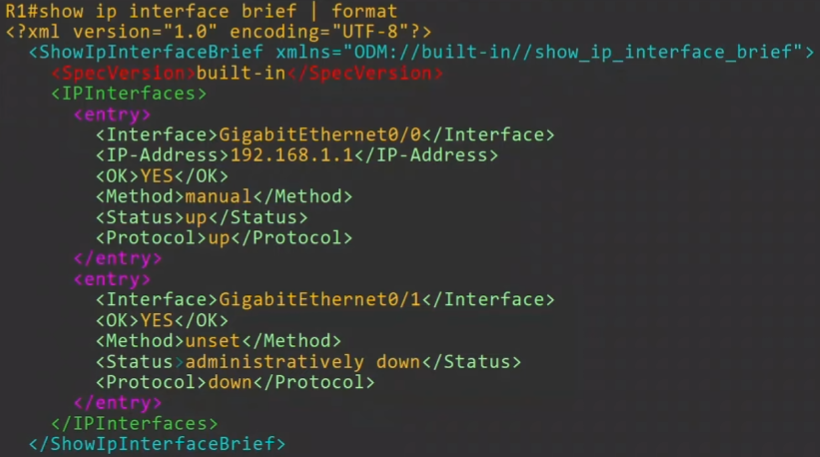 R1#show ip interface brief | format
<?xml version="1.0" encoding="UTF-8"?>
<ShowIpInterfaceBrief xmlns="ODM://built-in//show_ip_interface_brief">
<SpecVersion>built-in</SpecVersion>
<IPInterfaces>
<entry>
<Interface>GigabitEthernet0/0</Interface>
<IP-Address>192.168.1.1</IP-Address>
<OK>YES</OK>
<Method>manual</Method>
<Status>up</Status>
<Protocol>up</Protocol>
</entry>
<entry>
<Interface>GigabitEthernet0/1</Interface>
<OK>YES</OK>
<Method>unset</Method>
<Status>administratively down</Status>
<Protocol>down</Protocol>
</entry>
</IPInterfaces>
</ShowIpInterfaceBrief>